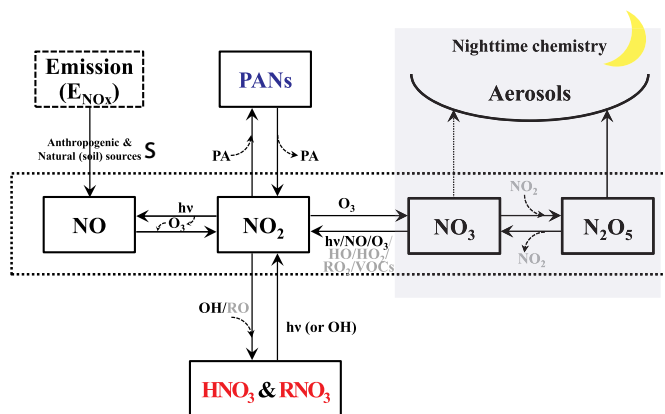 Nighttime chemistry
Emission
(E_NOx)
PANs
Aerosols
Anthropogenic &
Natural (soil) sources S
PA
PA
NO
hν
O₃
NO₂
O₃
hν/NO/O₃/
HO/HO₂/
RO₂/VOCs
NO₃
NO₂
NO₂
N₂O₅
OH/RO
hν (or OH)
HNO₃ & RNO₃